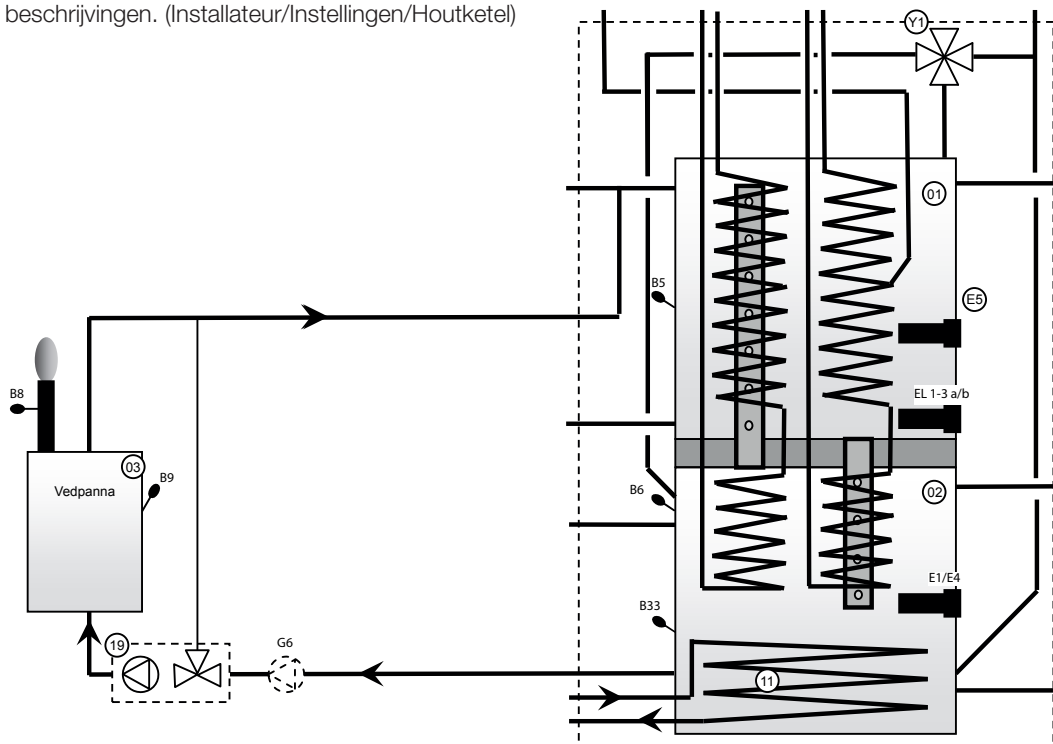 beschrijvingen. (Installateur/Instellingen/Houtketel)
Y1
01
B5
E5
B8
EL 1-3 a/b
03
B9
Vedpanna
B6
02
E1/E4
B33
19
G6
11